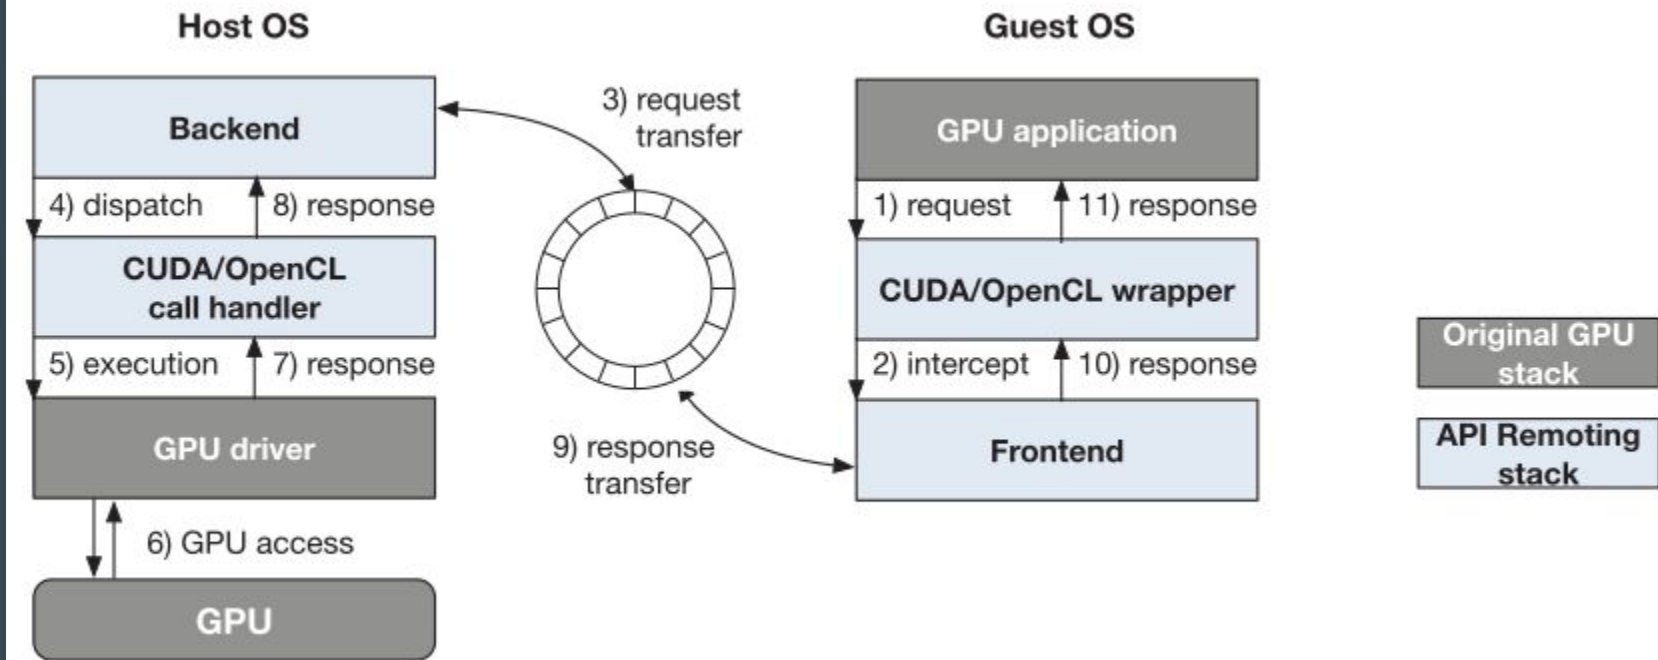 Host OS
Backend
4) dispatch
8) response
CUDA/OpenCL
call handler
5) execution
7) response
GPU driver
6) GPU access
GPU
3) request
transfer
9) response
transfer
Guest OS
GPU application
1) request
11) response
CUDA/OpenCL wrapper
2) intercept
10) response
Frontend
Original GPU
stack
API Remoting
stack